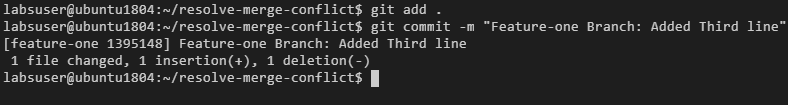 labsuser@ubuntu1804:~/resolve-merge-conflict$ git add .
labsuser@ubuntu1804:~/resolve-merge-conflict$ git commit -m "Feature-one Branch: Added Third line"
[feature-one 1395148] Feature-one Branch: Added Third line
 1 file changed, 1 insertion(+), 1 deletion(-)
labsuser@ubuntu1804:~/resolve-merge-conflict$